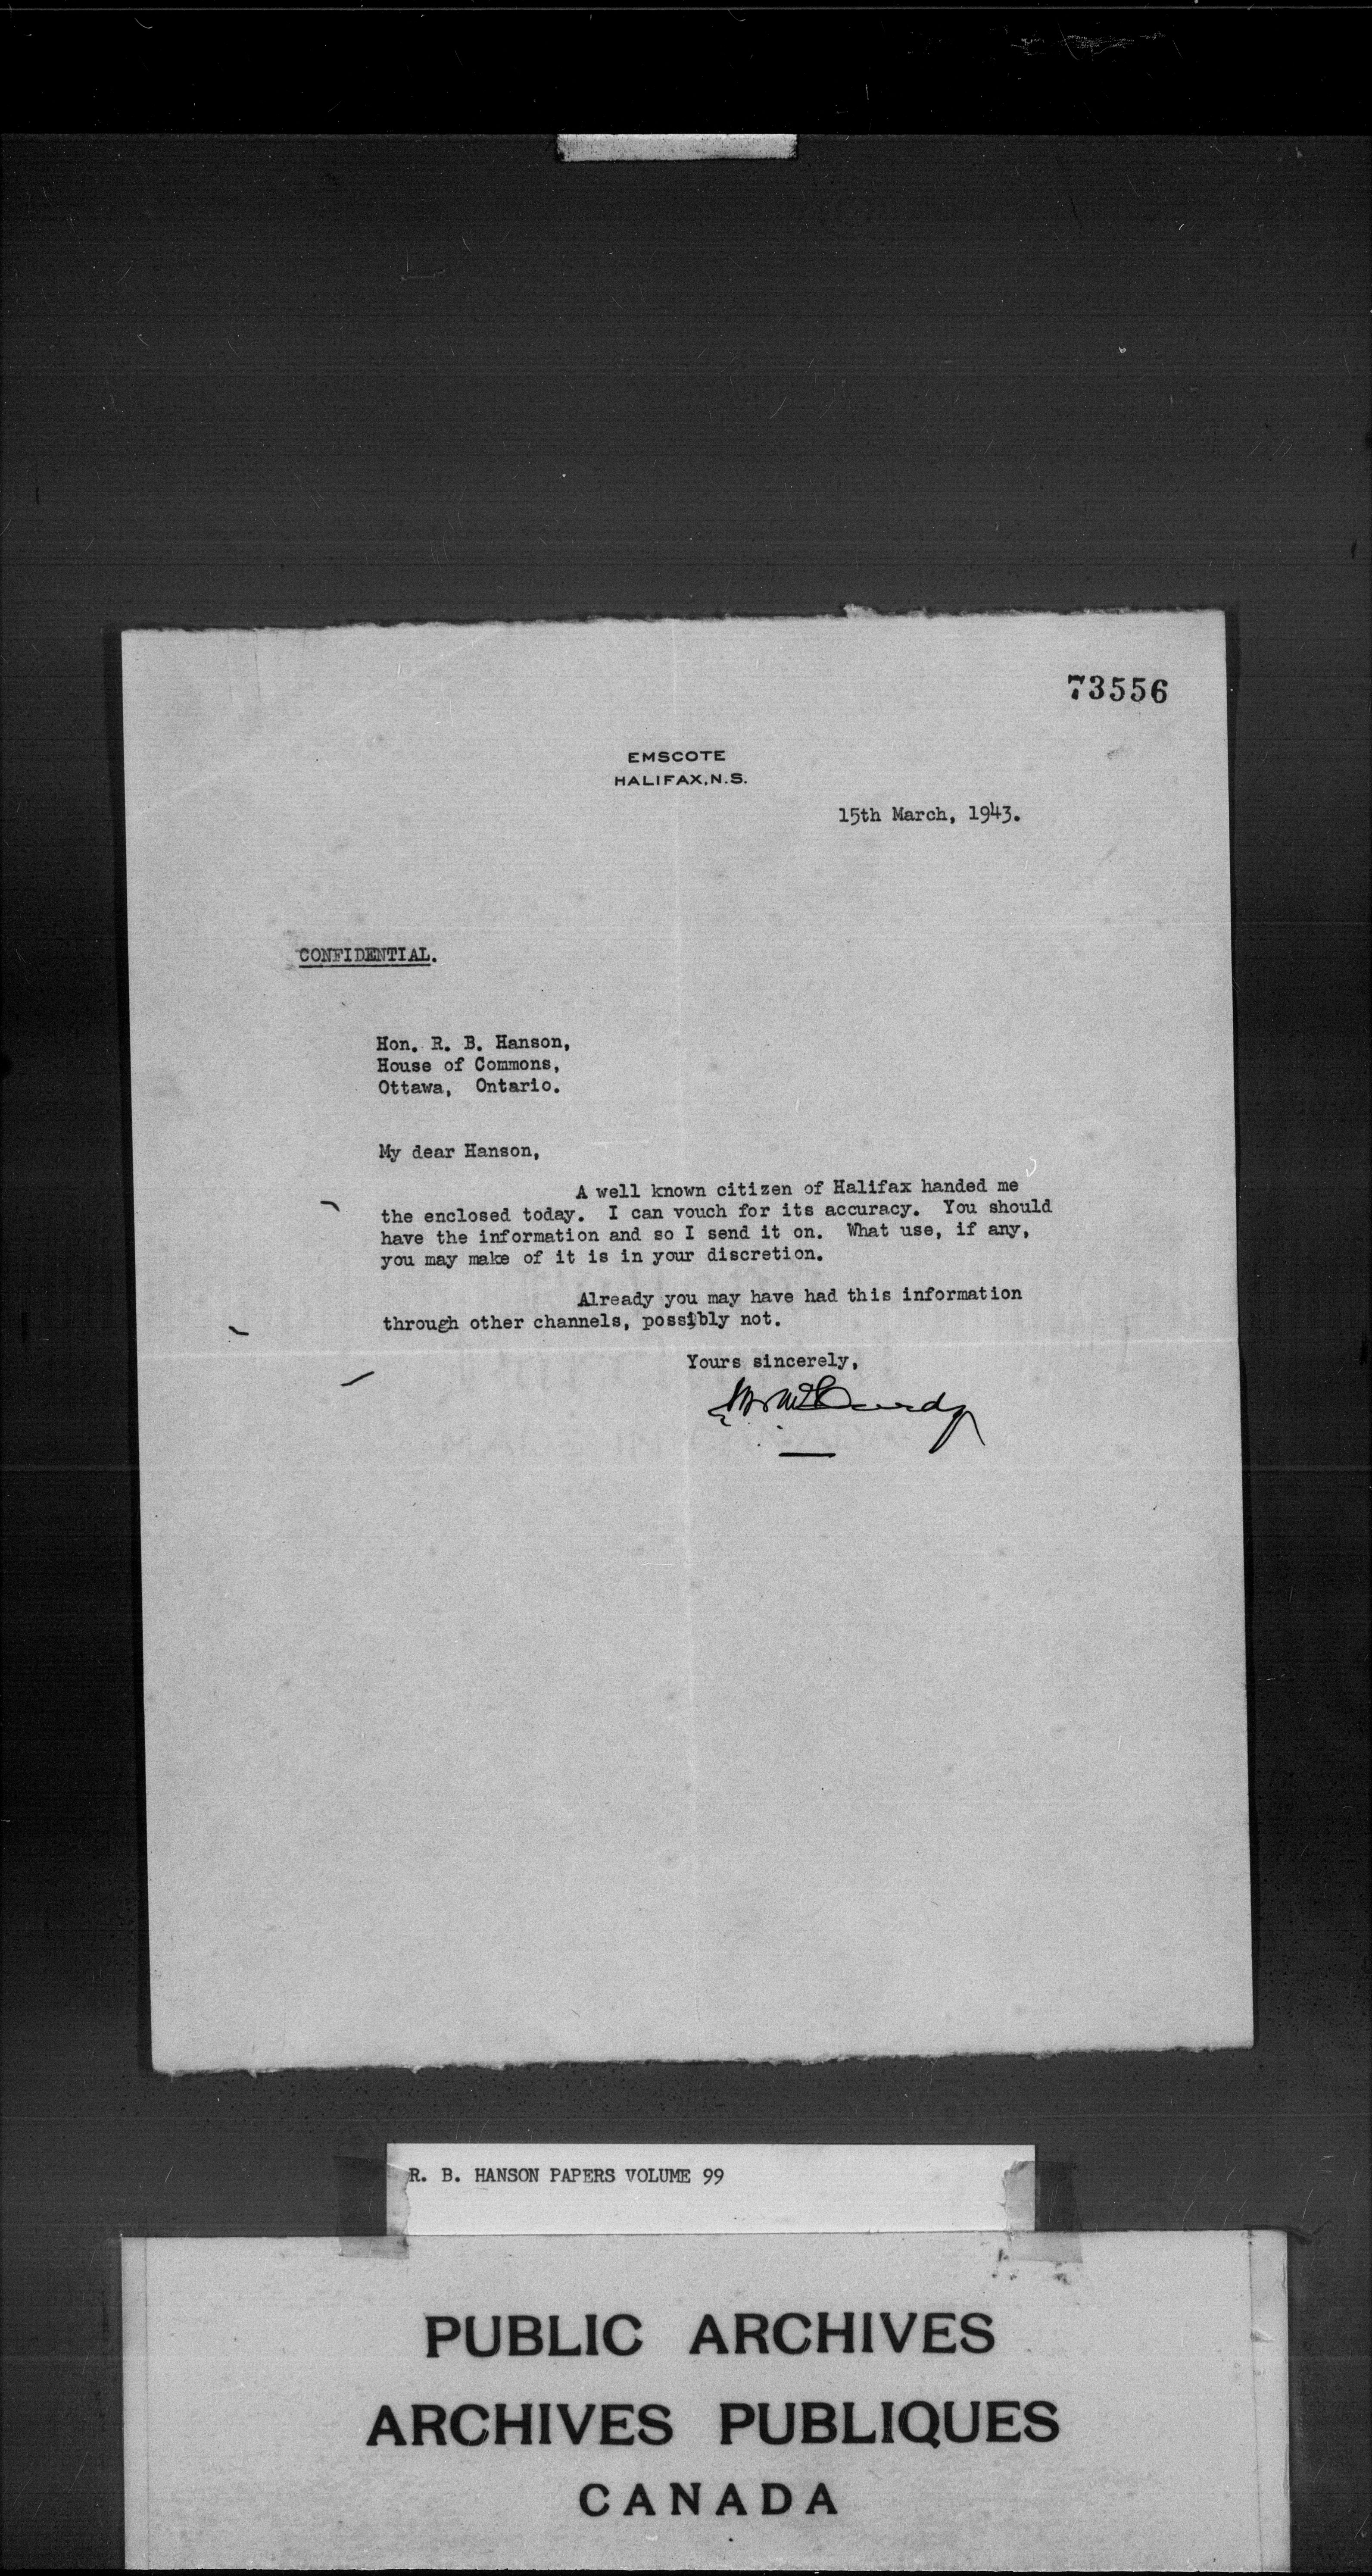 73556
EMSCOTE
HALIFAX, N.S.
15th March, 1943.
CONFIDENTIAL.
Hon. R. B. Hanson,
House of Commons,
Ottawa, Ontario.
My dear Hanson,
A well known citizen of Halifax handed me
the enclosed today. I can vouch for its accuracy. You should
have the information and so I send it on. What use, if any,
you may make of it is in your discretion.
Already you may have had this information
through other channels, possibly not.
Yours sincerely,
McCurdy
R. B. HANSON PAPERS VOLUME 99
PUBLIC ARCHIVES
ARCHIVES PUBLIQUES
CANADA